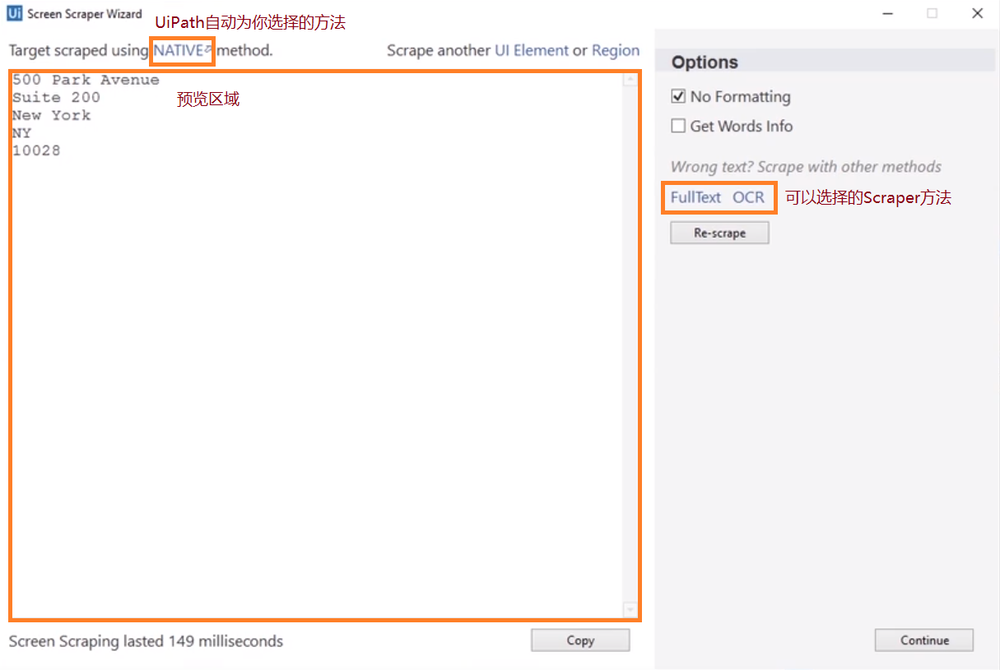 Ui Screen Scraper Wizard
UiPath自动为你选择的方法
Target scraped using NATIVE method.
Scrape another UI Element or Region
500 Park Avenue
Suite 200
New York
NY
10028
预览区域
Options
No Formatting
Get Words Info
Wrong text? Scrape with other methods
FullText OCR
可以选择的Scraper方法
Re-scrape
Screen Scraping lasted 149 milliseconds
Copy
Continue